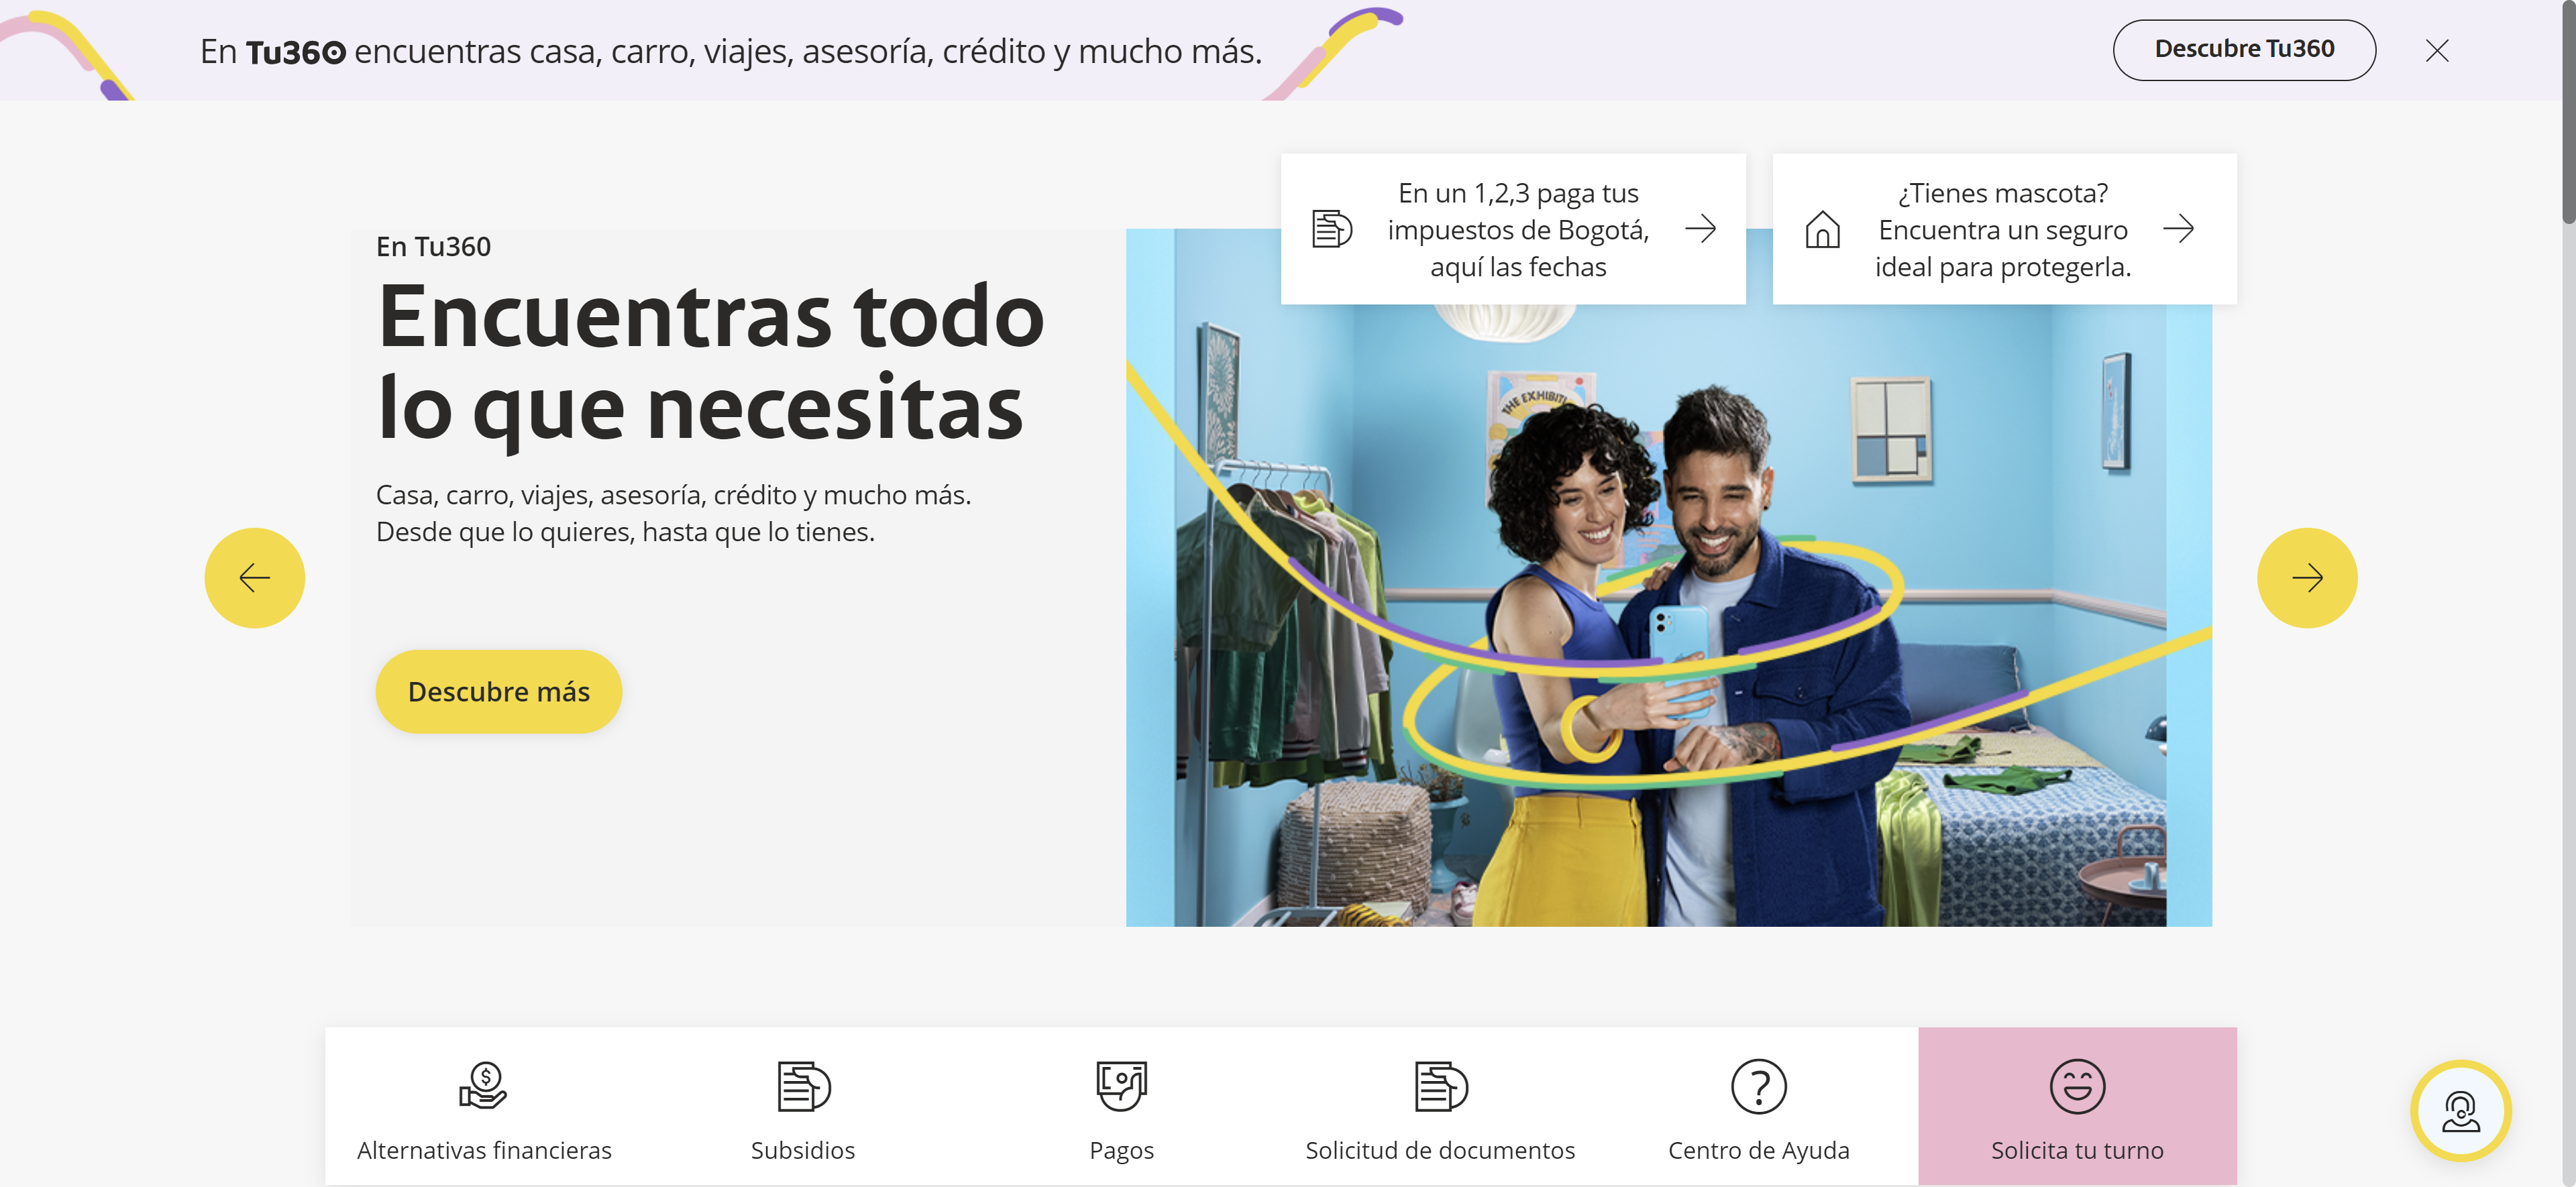 En Tu360 encuentras casa, carro, viajes, asesoría, crédito y mucho más.
Descubre Tu360
En un 1,2,3 paga tus
impuestos de Bogotá,
aquí las fechas
¿Tienes mascota?
Encuentra un seguro
ideal para protegerla.
En Tu360
Encuentras todo
lo que necesitas
Casa, carro, viajes, asesoría, crédito y mucho más.
Desde que lo quieres, hasta que lo tienes.
Descubre más
THE EXHIBITI
Alternativas financieras
Subsidios
Pagos
Solicitud de documentos
Centro de Ayuda
Solicita tu turno